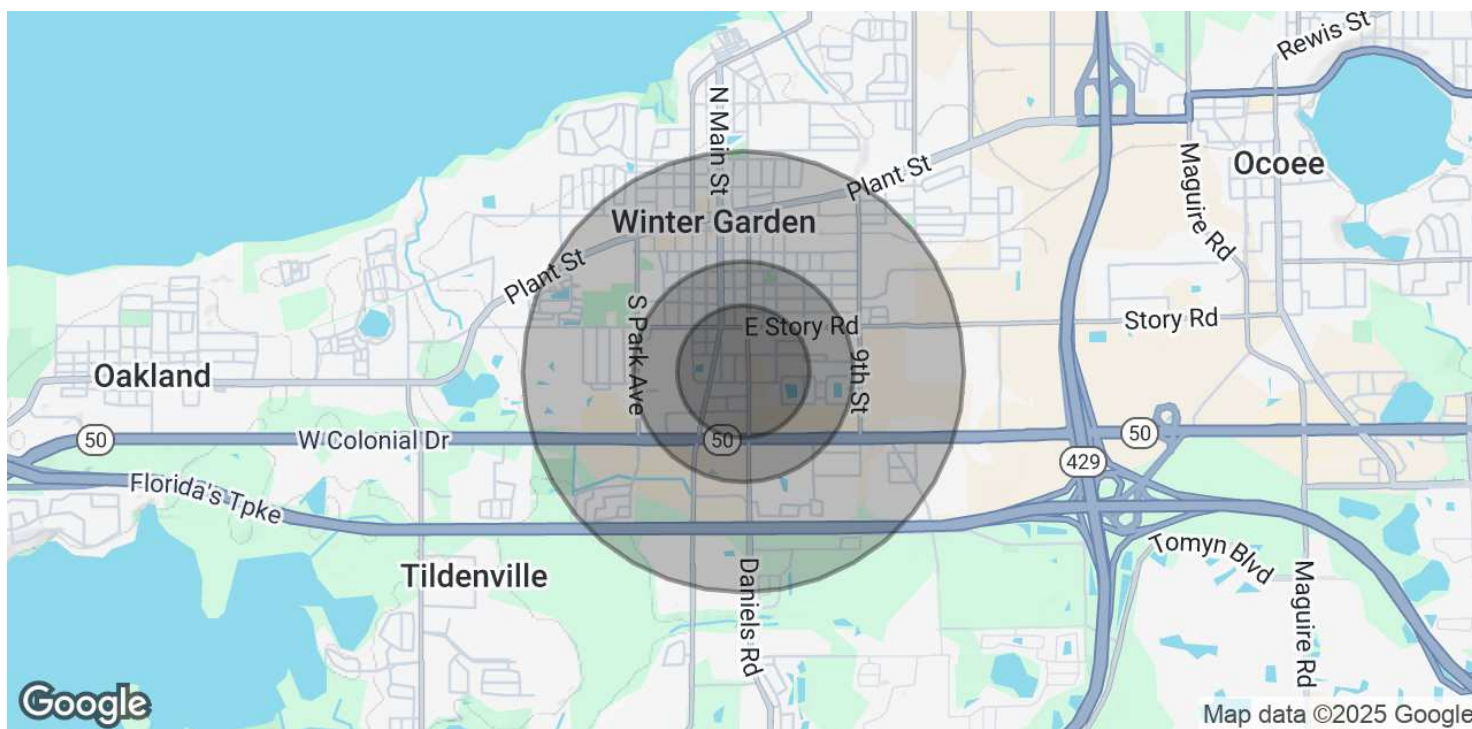 Rewis St
N Main St
Ocoee
Plant St
Maguire Rd
Winter Garden
Plant St
S Park Ave
E Story Rd
Story Rd
9th St
Oakland
50
W Colonial Dr
50
50
429
Florida's Tpke
Tomyn Blvd
Tildenville
Daniels Rd
Maguire Rd
Google
Map data ©2025 Google